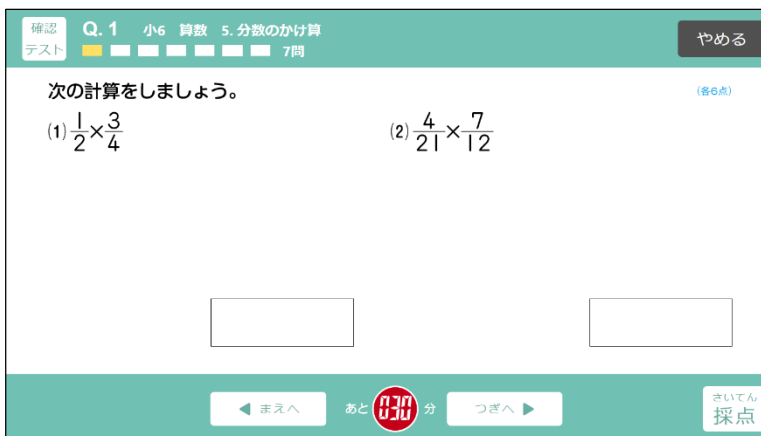 確認
テスト
Q. 1 小6 算数 5. 分数のかけ算
7問
やめる
次の計算をしましょう。
(各6点)
(1) 1/2 × 3/4
(2) 4/21 × 7/12
◀ まえへ
あと 030 分
つぎへ ▶
さいてん
採点